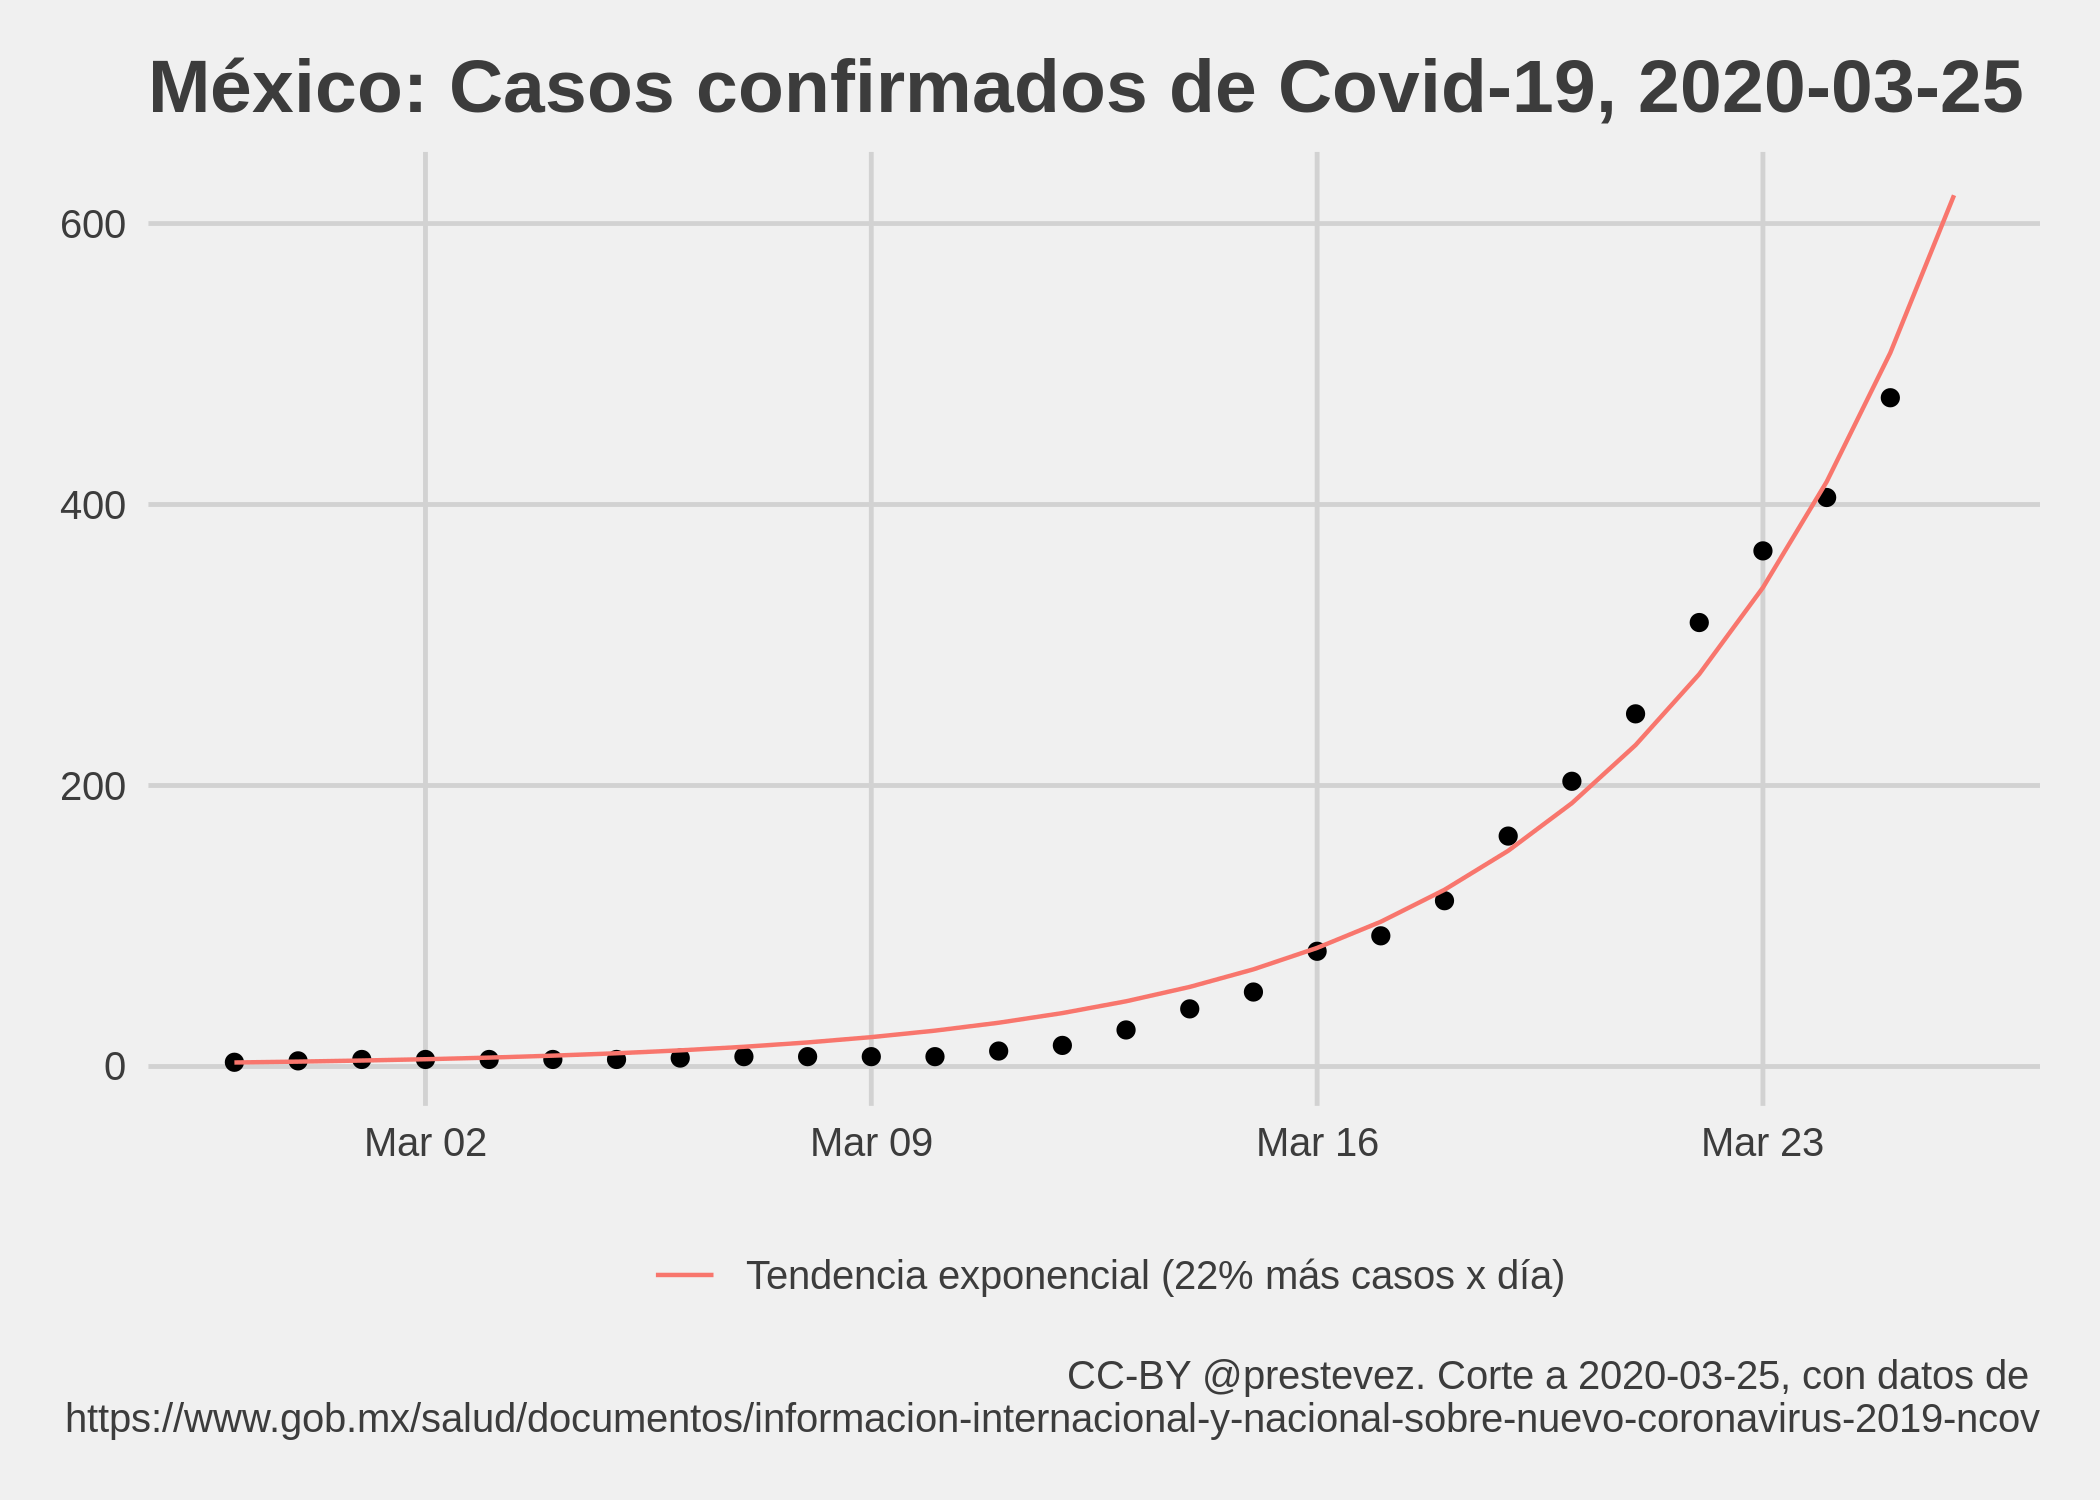 México: Casos confirmados de Covid-19, 2020-03-25
600
400
200
0
Mar 02
Mar 09
Mar 16
Mar 23
Tendencia exponencial (22% más casos x día)
CC-BY @prestevez. Corte a 2020-03-25, con datos de
https://www.gob.mx/salud/documentos/informacion-internacional-y-nacional-sobre-nuevo-coronavirus-2019-ncov